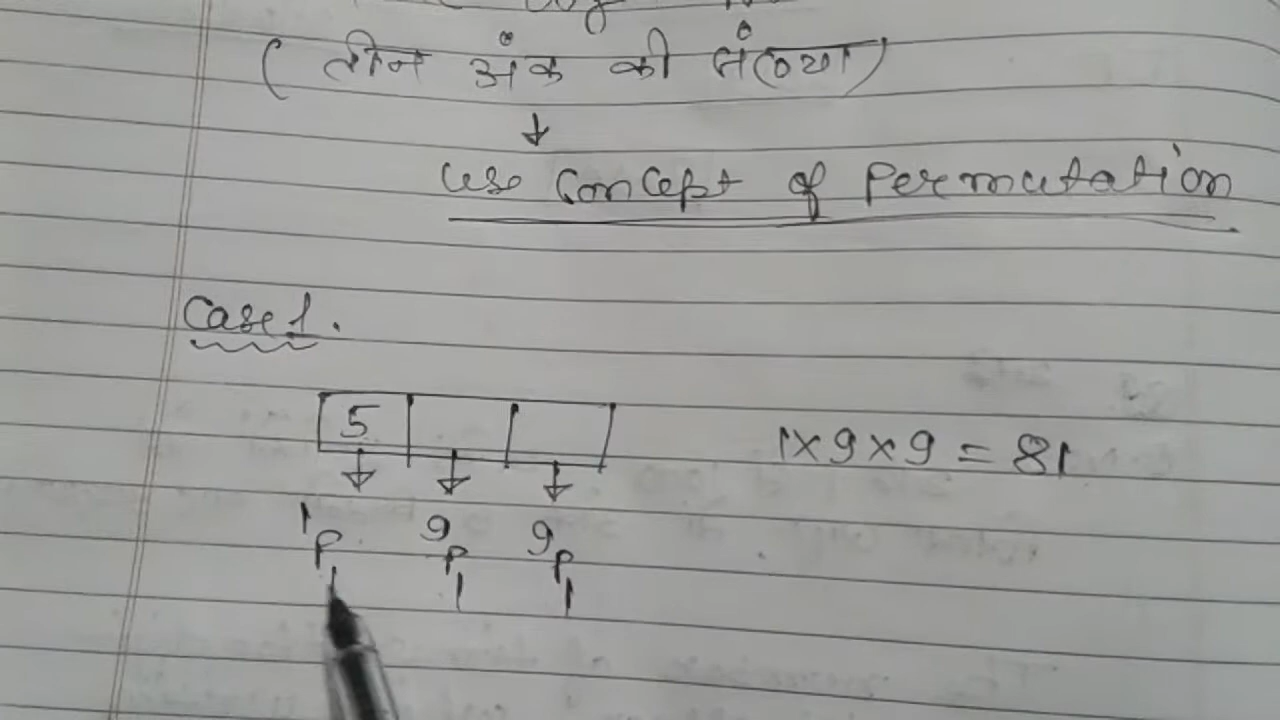 ( तीन अंक की संख्या )
↓
Use Concept of Permutation
Case 1.
5
1×9×9 = 81
¹P₁ ⁹P₁ ⁹P₁